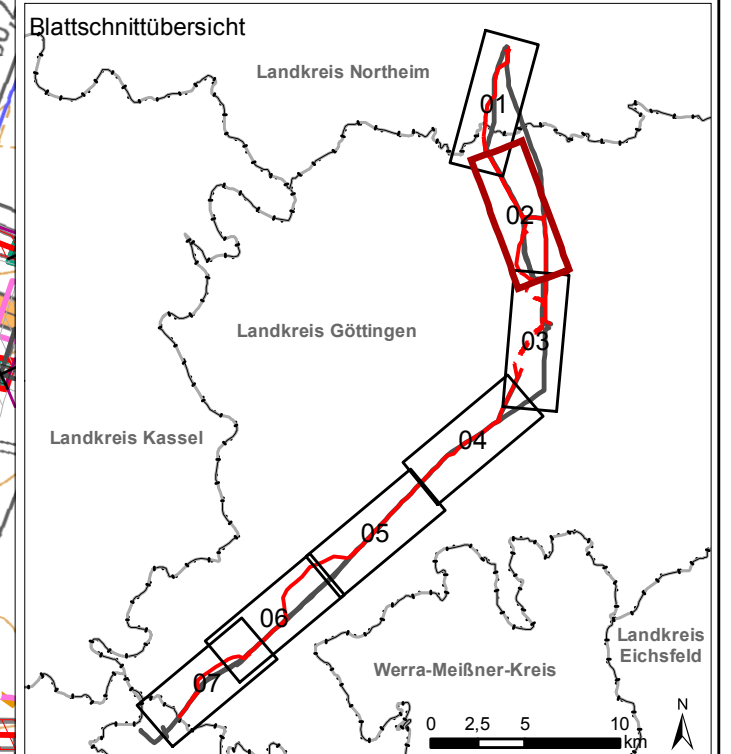 Blattschnittübersicht
Landkreis Northeim
01
02
Landkreis Göttingen
03
Landkreis Kassel
04
05
06
Landkreis
Eichsfeld
Werra-Meißner-Kreis
07
N
0 2,5 5 10
km